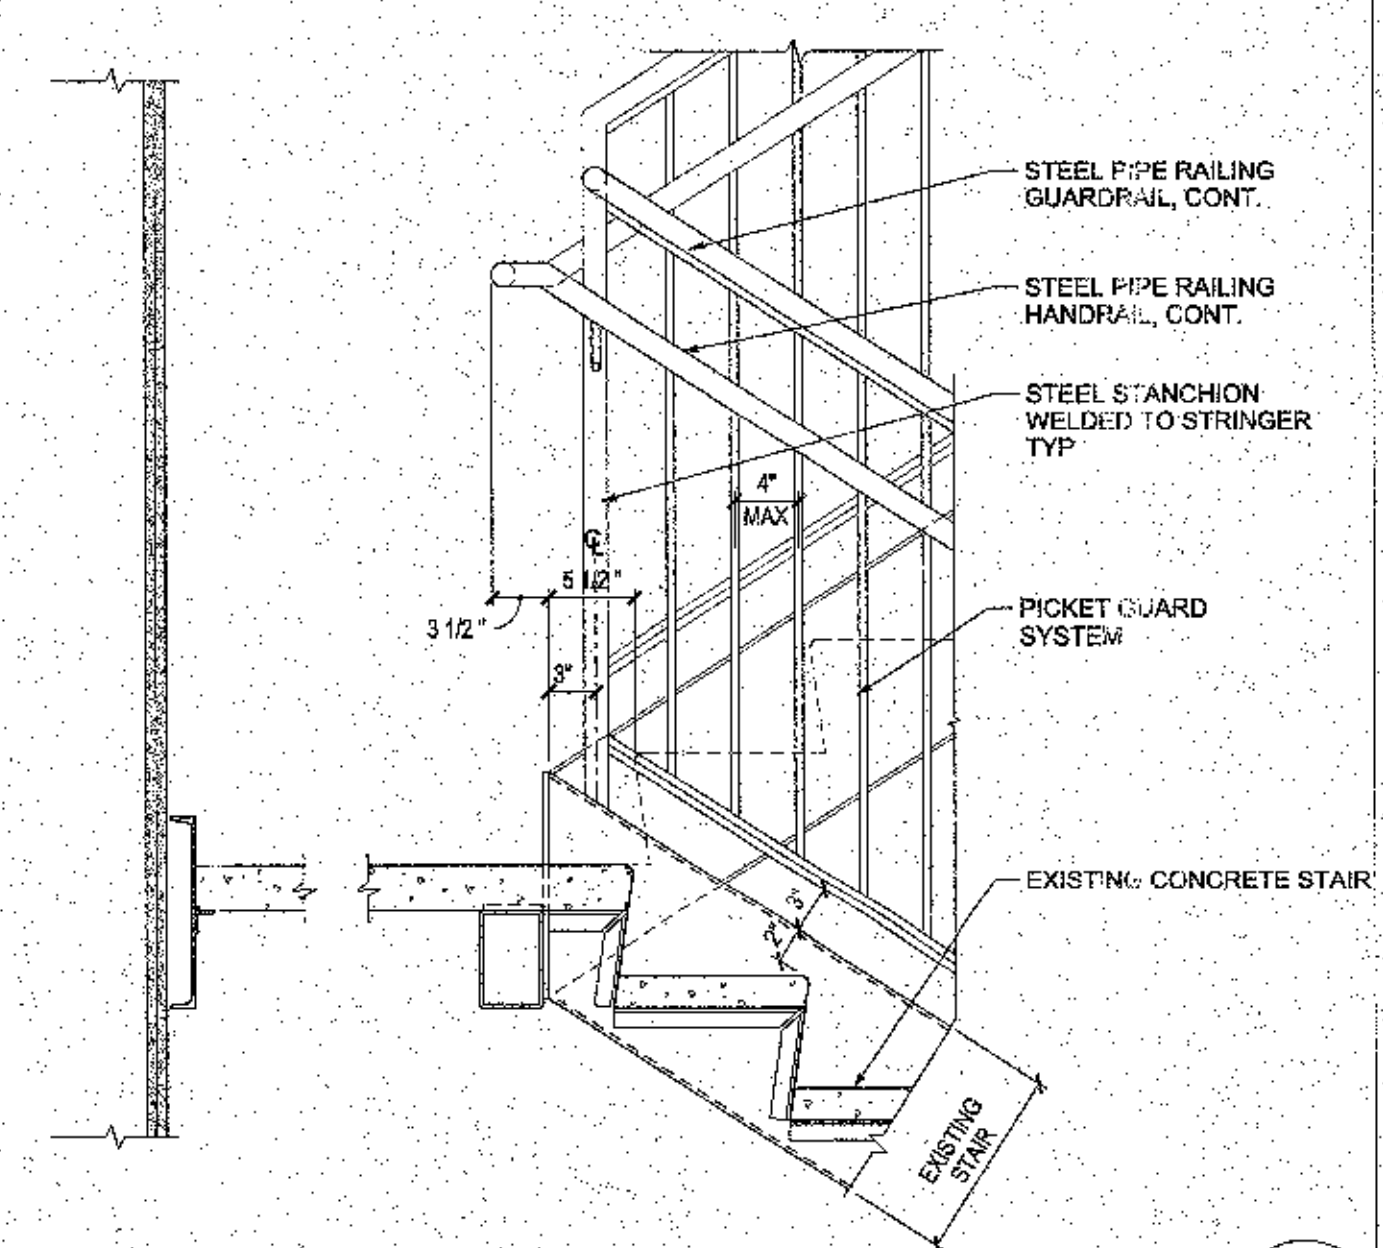 STEEL PIPE RAILING
GUARDRAIL, CONT.
STEEL PIPE RAILING
HANDRAIL, CONT.
STEEL STANCHION
WELDED TO STRINGER
TYP
4"
MAX
CL
5 1/2"
3 1/2"
PICKET GUARD
SYSTEM
3"
EXISTING CONCRETE STAIR
3"
2"
EXISTING
STAIR